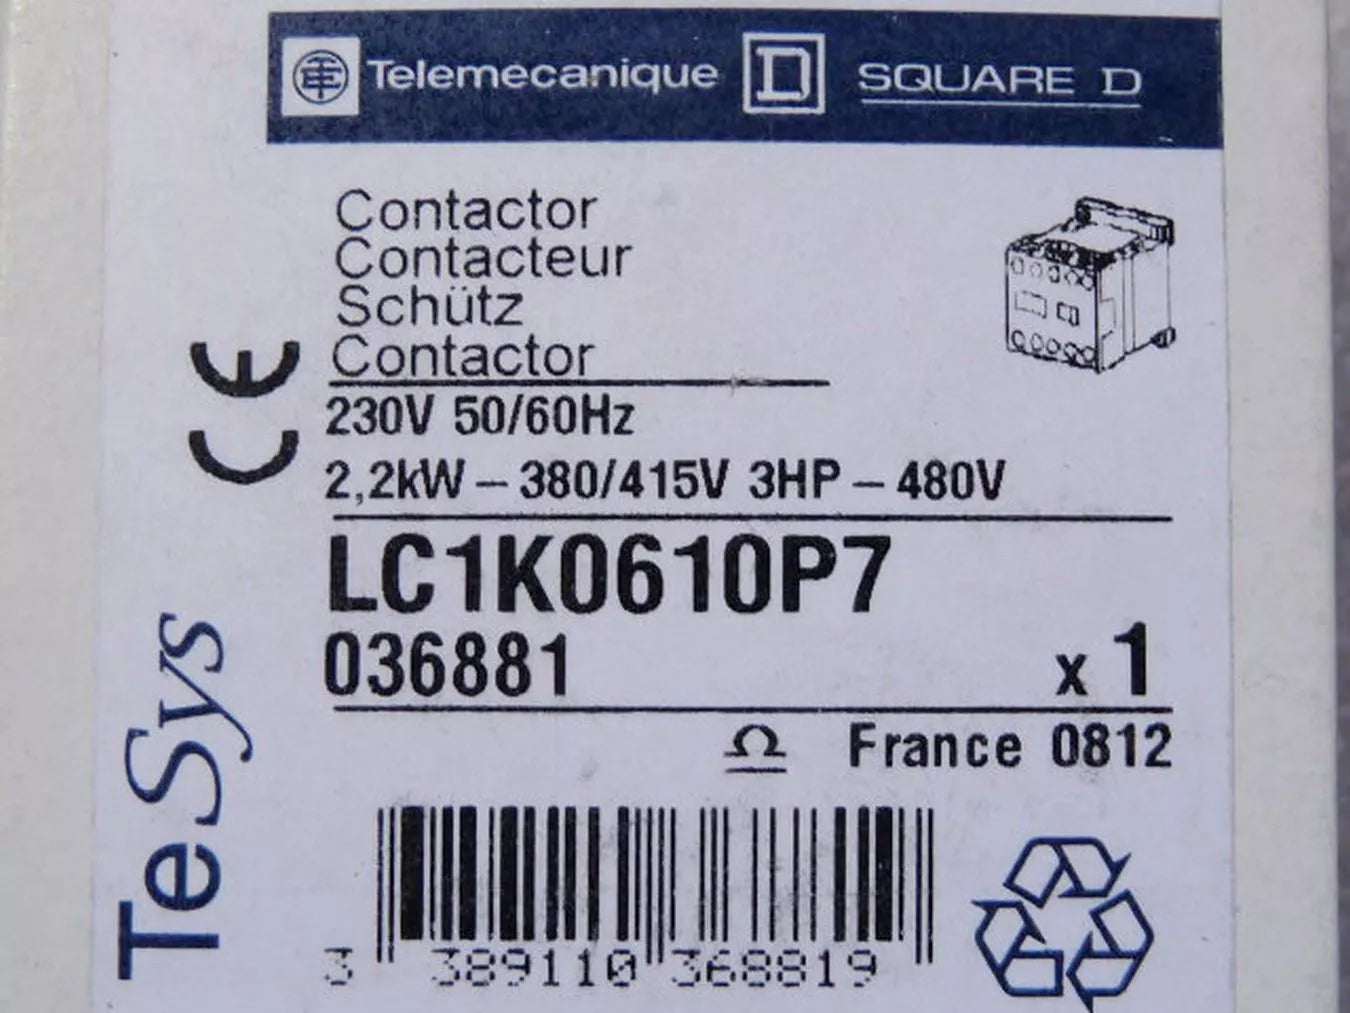 Telemecanique D SQUARE D
Contactor
Contacteur
Schütz
Contactor
230V 50/60Hz
2,2kW – 380/415V 3HP – 480V
LC1K0610P7
036881 x 1
France 0812
3 389110 368819
TeSys
CE